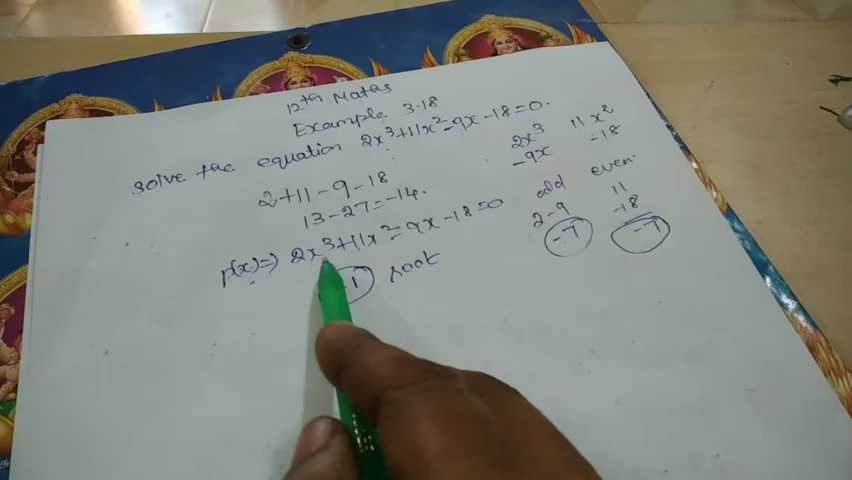 12th Maths
Example 3.18
solve the equation 2x³+11x²-9x-18=0.
2+11-9-18
13-27=-14.
p(x)=> 2x³+11x²-9x-18=0
1 root
2x³ 11x²
-9x -18
odd even.
2-9 11
-18
-7 -7